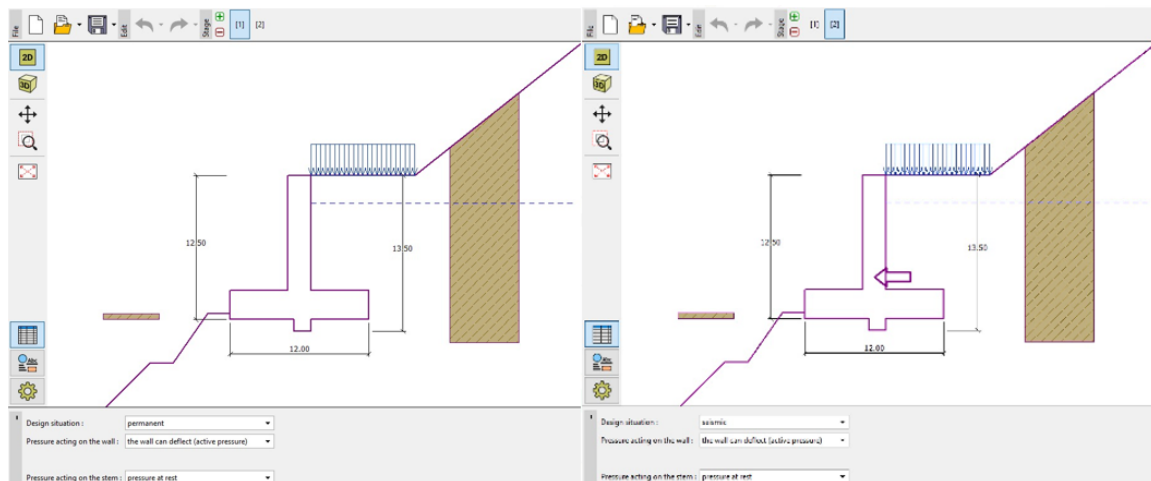 File
Edit
Stage
[1]
[2]
2D
3D
12.50
13.50
12.00
Abc
Design situation :
permanent
Pressure acting on the wall :
the wall can deflect (active pressure)
Pressure acting on the stem :
pressure at rest
File
Edit
Stage
[1]
[2]
2D
3D
12.50
13.50
12.00
Abc
Design situation :
seismic
Pressure acting on the wall :
the wall can deflect (active pressure)
Pressure acting on the stem :
pressure at rest